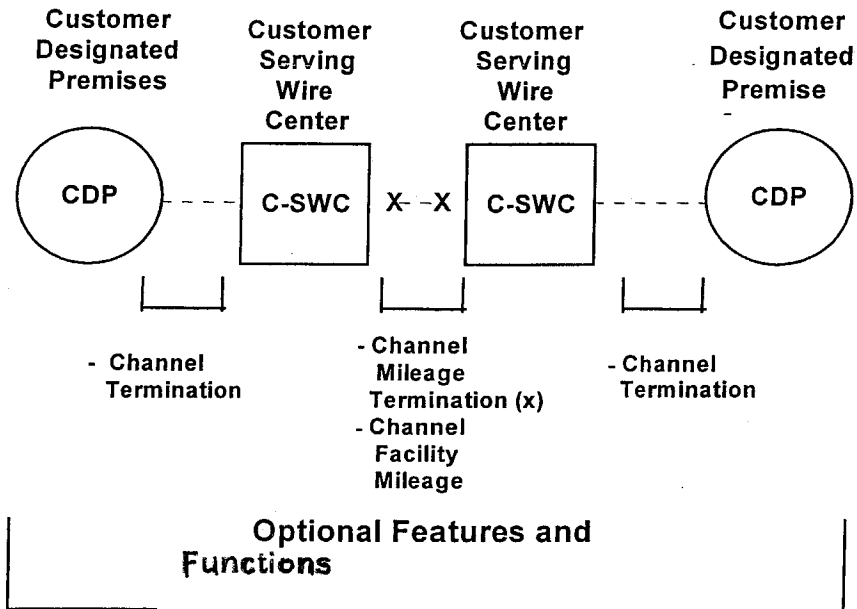 Customer
Designated
Premises
Customer
Serving
Wire
Center
Customer
Serving
Wire
Center
Customer
Designated
Premise
CDP
C-SWC
X--X
C-SWC
CDP
- Channel
Termination
- Channel
Mileage
Termination (x)
- Channel
Facility
Mileage
- Channel
Termination
Optional Features and
Functions